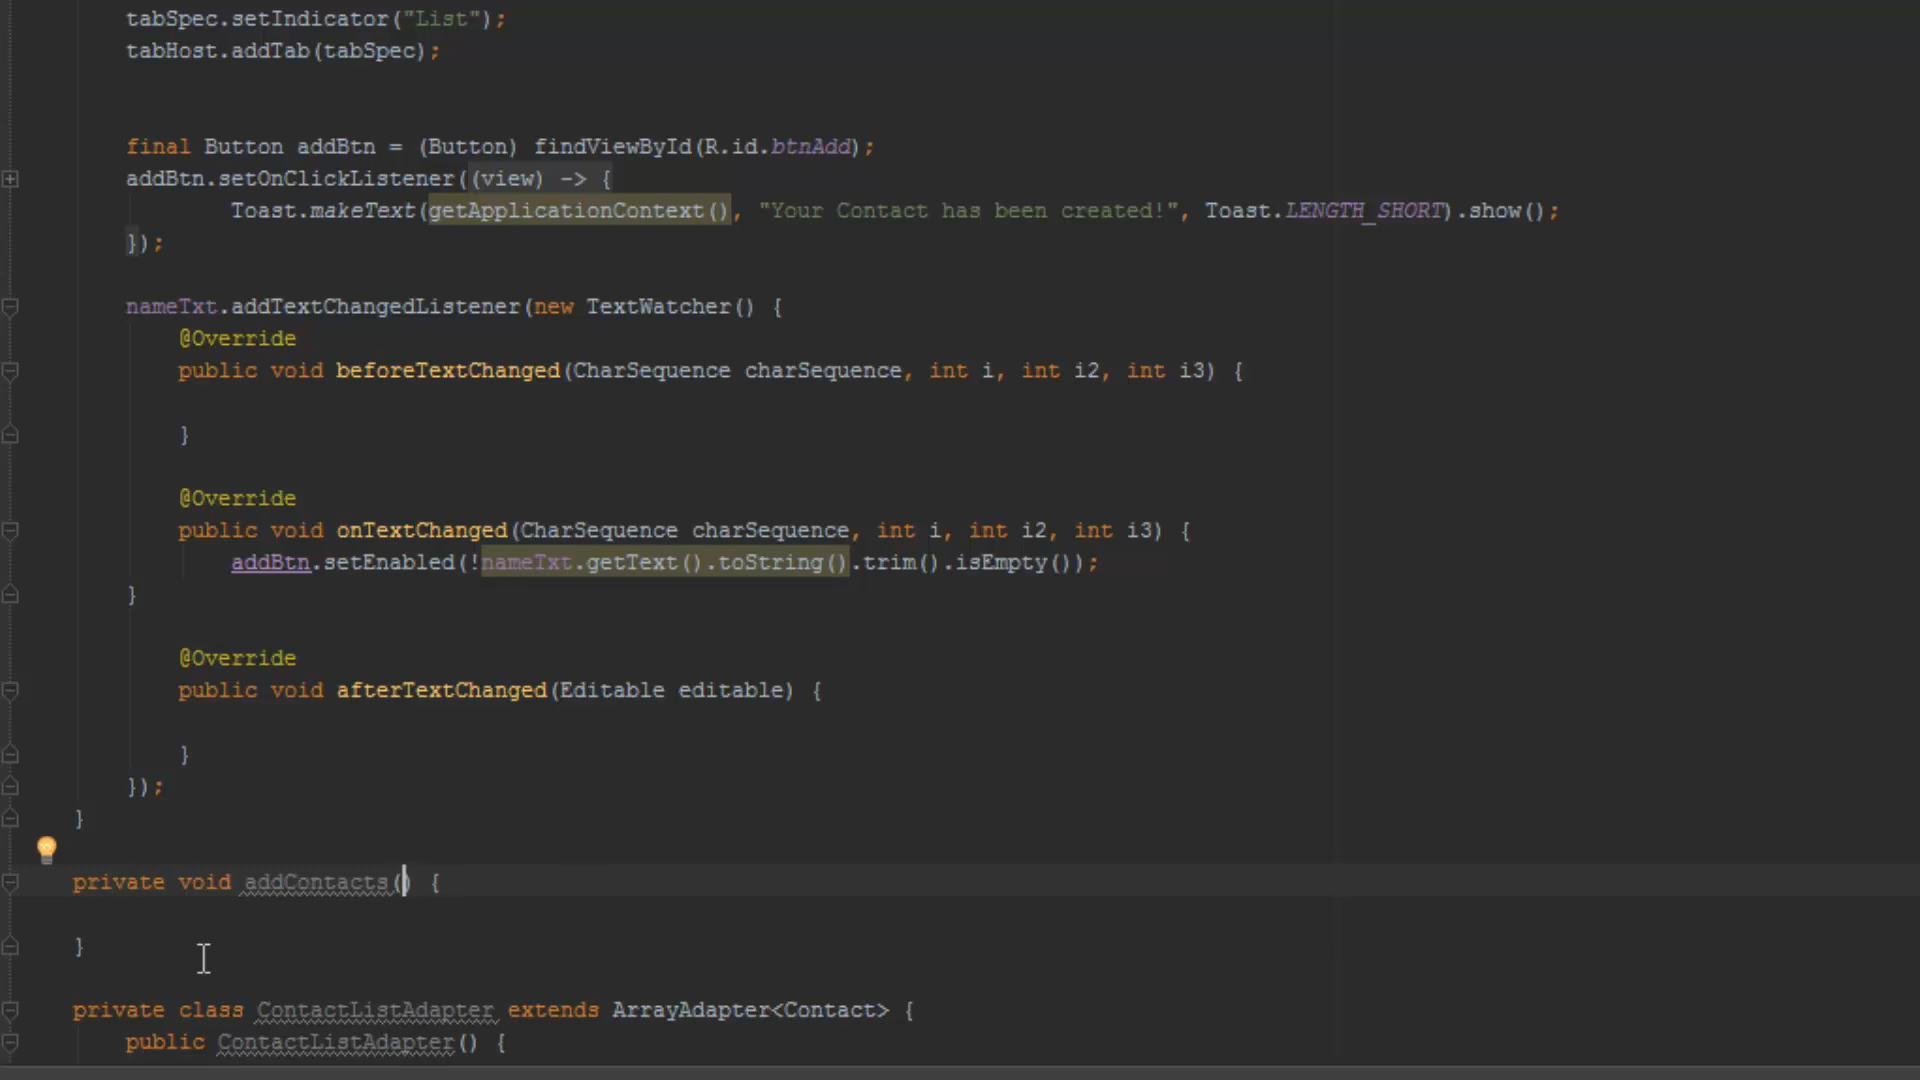 tabSpec.setIndicator("List");
tabHost.addTab(tabSpec);
final Button addBtn = (Button) findViewById(R.id.btnAdd);
addBtn.setOnClickListener((view) -> {
Toast.makeText(getApplicationContext(), "Your Contact has been created!", Toast.LENGTH_SHORT).show();
});
nameTxt.addTextChangedListener(new TextWatcher() {
@Override
public void beforeTextChanged(CharSequence charSequence, int i, int i2, int i3) {
}
@Override
public void onTextChanged(CharSequence charSequence, int i, int i2, int i3) {
addBtn.setEnabled(!nameTxt.getText().toString().trim().isEmpty());
}
@Override
public void afterTextChanged(Editable editable) {
}
});
}
private void addContacts() {
}
private class ContactListAdapter extends ArrayAdapter<Contact> {
public ContactListAdapter() {